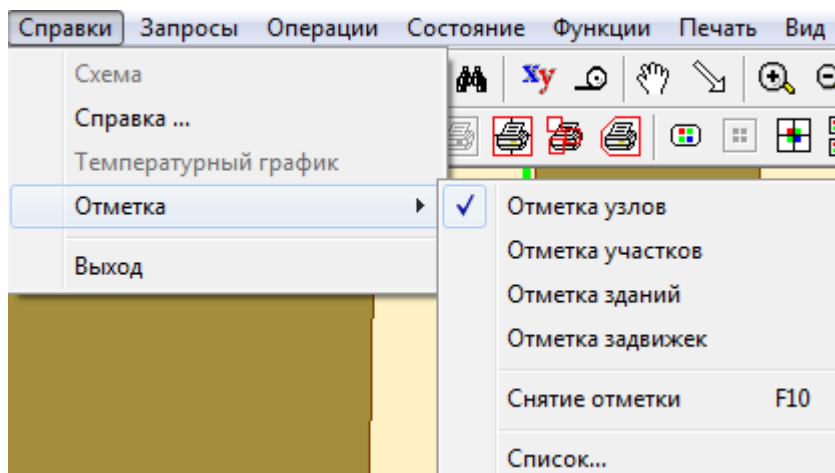 Справки Запросы Операции Состояние Функции Печать Вид
Схема
Справка ...
Температурный график
Отметка
Выход
Отметка узлов
Отметка участков
Отметка зданий
Отметка задвижек
Снятие отметки F10
Список...
xy